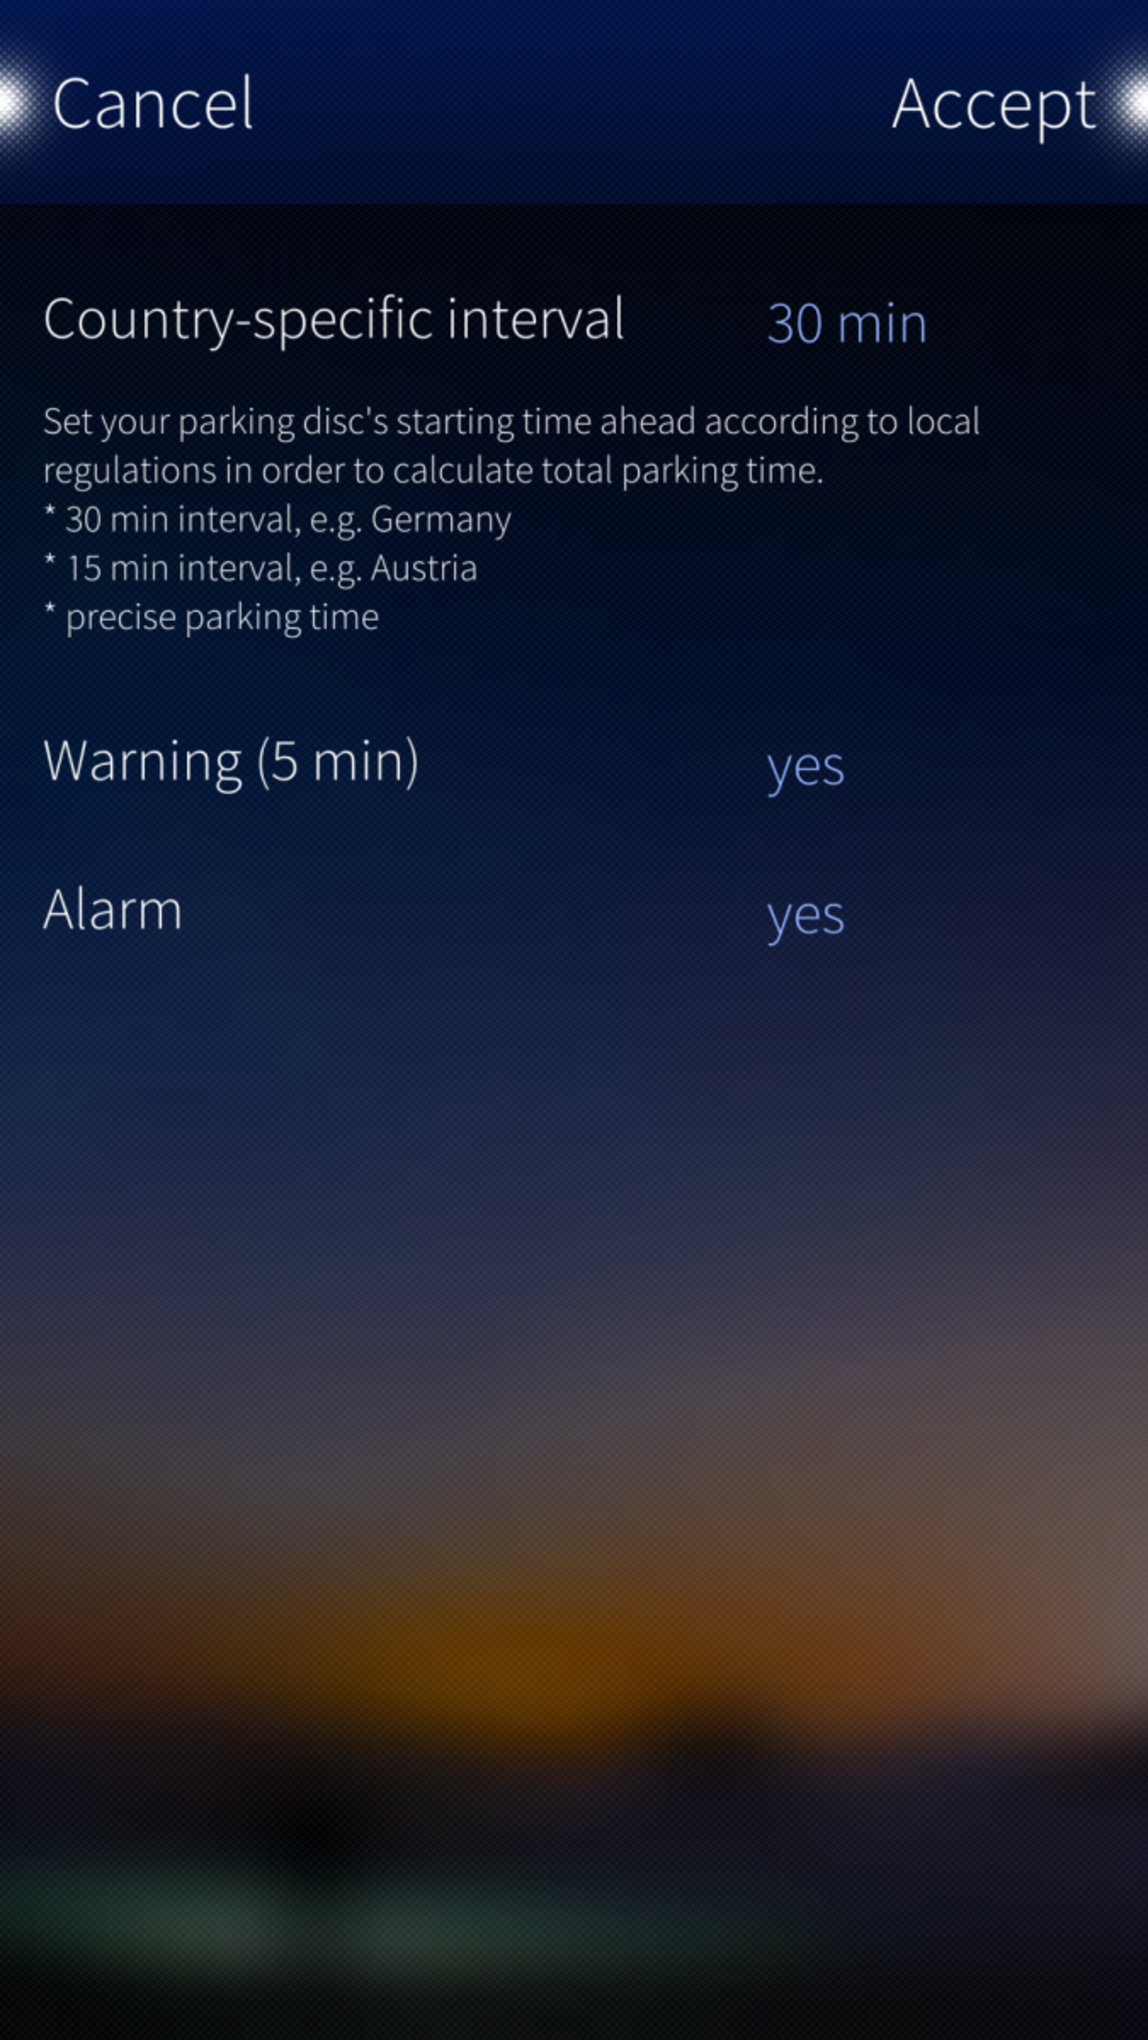 Cancel
Accept
Country-specific interval
30 min
Set your parking disc's starting time ahead according to local
regulations in order to calculate total parking time.
* 30 min interval, e.g. Germany
* 15 min interval, e.g. Austria
* precise parking time
Warning (5 min)
yes
Alarm
yes